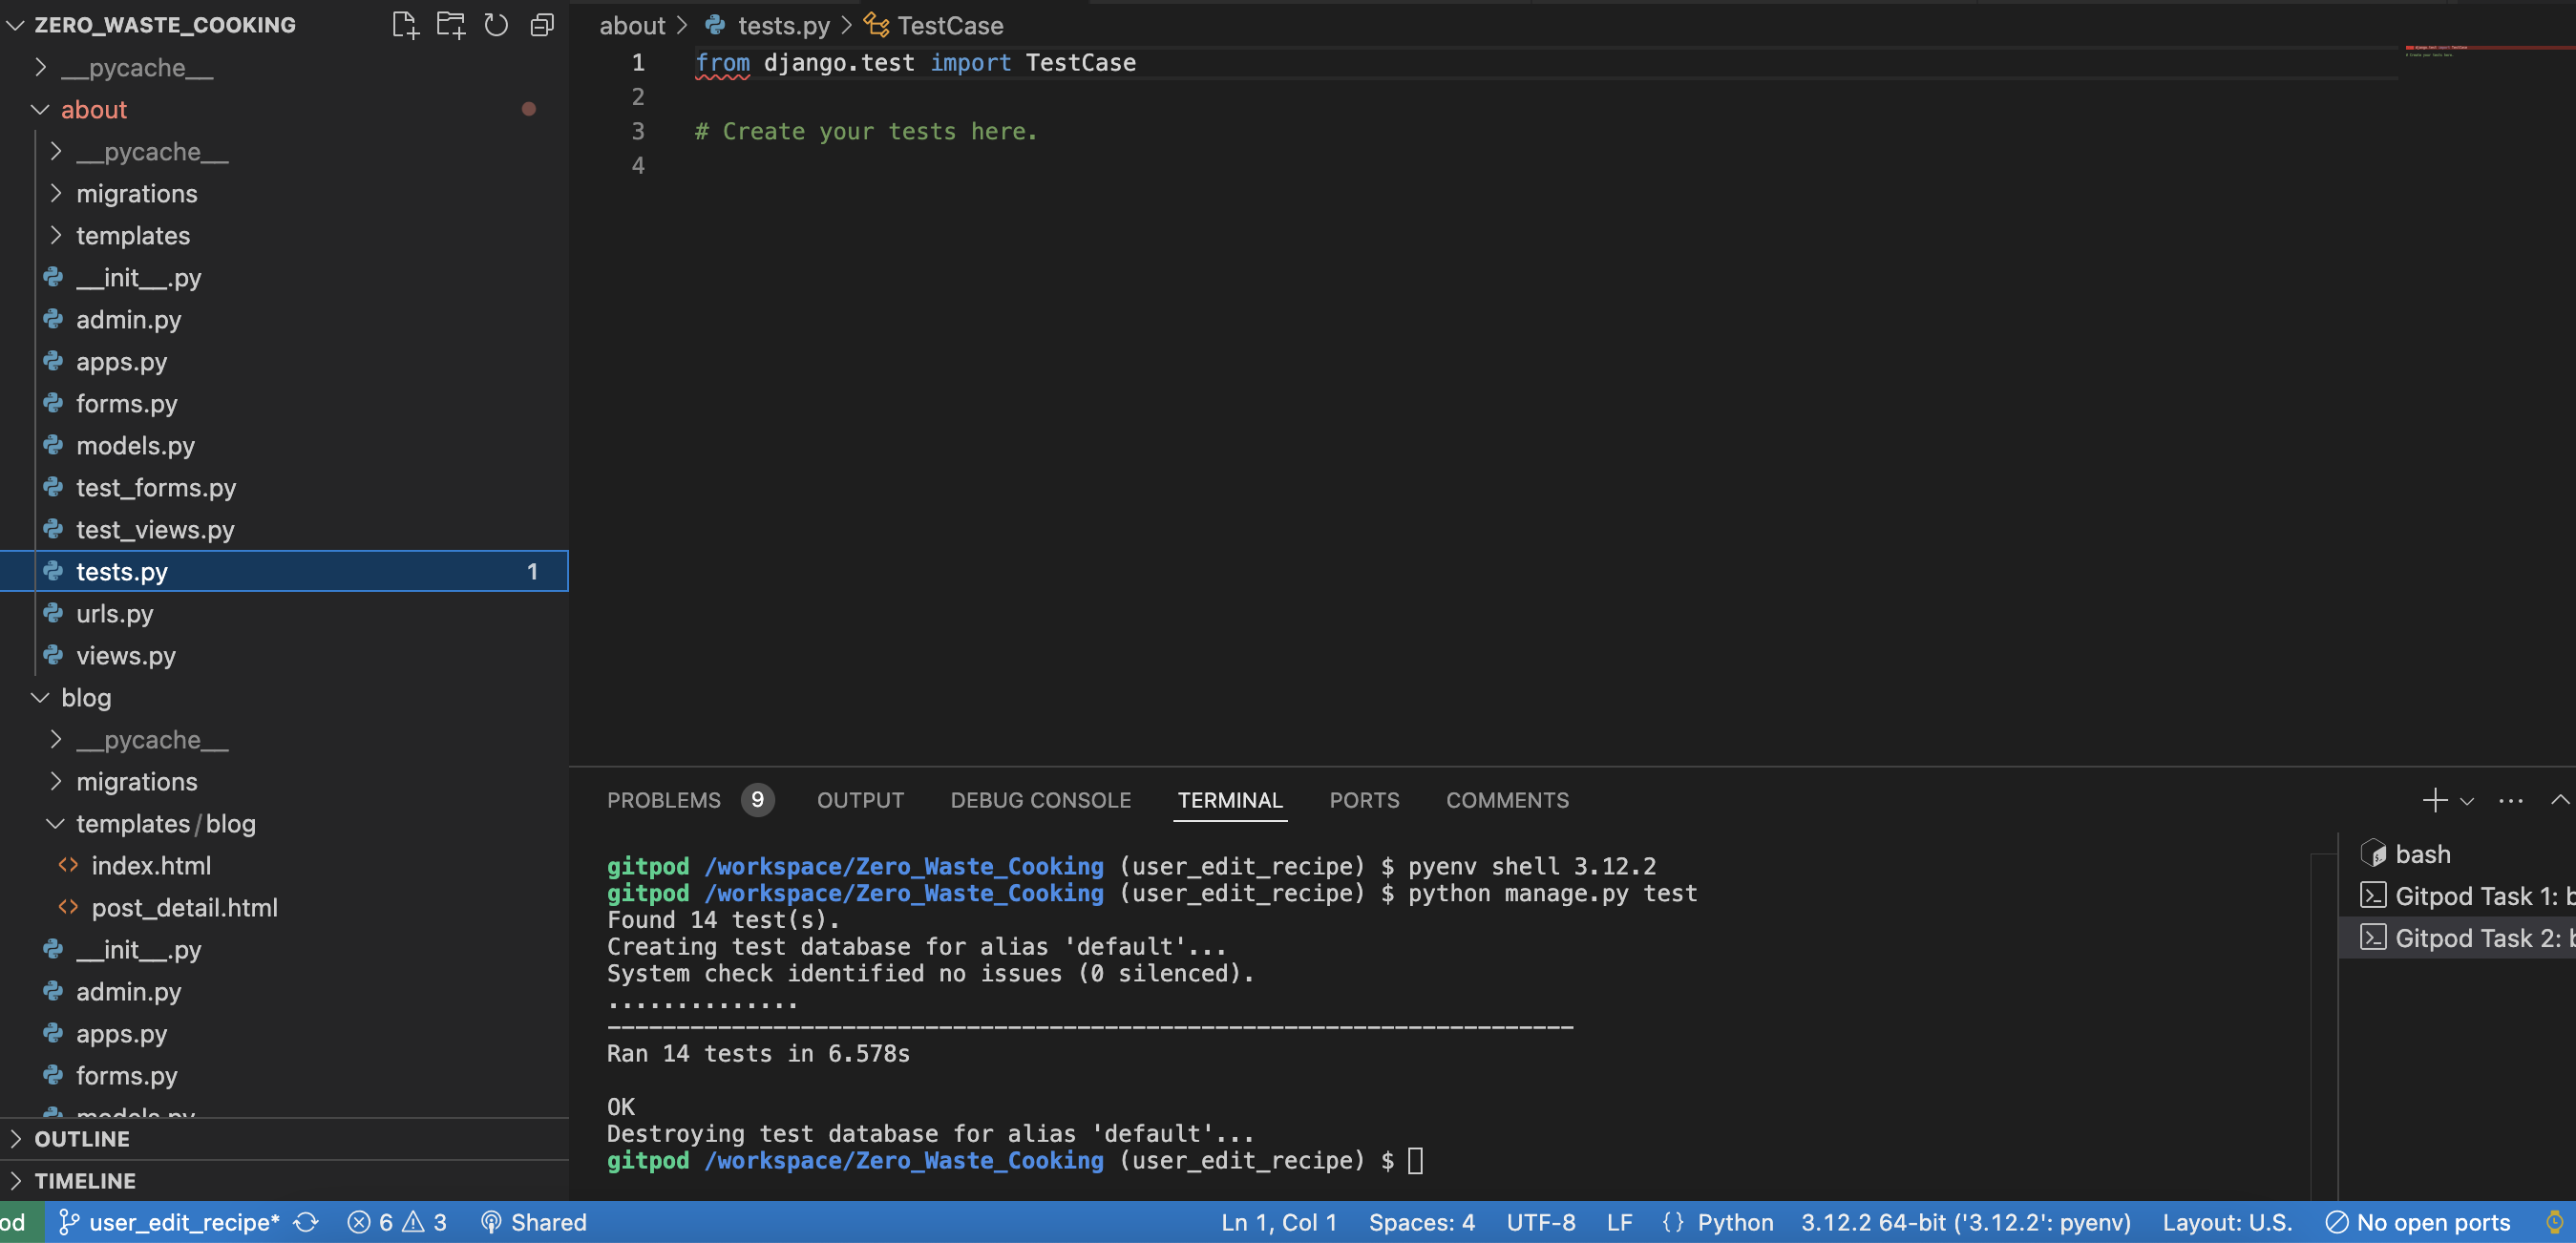 ZERO_WASTE_COOKING
__pycache__
about
__pycache__
migrations
templates
__init__.py
admin.py
apps.py
forms.py
models.py
test_forms.py
test_views.py
tests.py 1
urls.py
views.py
blog
__pycache__
migrations
templates/blog
index.html
post_detail.html
__init__.py
admin.py
apps.py
forms.py
models.py
OUTLINE
TIMELINE
about > tests.py > TestCase
1 from django.test import TestCase
2
3 # Create your tests here.
4
PROBLEMS 9 OUTPUT DEBUG CONSOLE TERMINAL PORTS COMMENTS
gitpod /workspace/Zero_Waste_Cooking (user_edit_recipe) $ pyenv shell 3.12.2
gitpod /workspace/Zero_Waste_Cooking (user_edit_recipe) $ python manage.py test
Found 14 test(s).
Creating test database for alias 'default'...
System check identified no issues (0 silenced).
..............
----------------------------------------------------------------------
Ran 14 tests in 6.578s
OK
Destroying test database for alias 'default'...
gitpod /workspace/Zero_Waste_Cooking (user_edit_recipe) $
bash
Gitpod Task 1: b
Gitpod Task 2: b
od user_edit_recipe* 6 3 Shared Ln 1, Col 1 Spaces: 4 UTF-8 LF {} Python 3.12.2 64-bit ('3.12.2': pyenv) Layout: U.S. No open ports